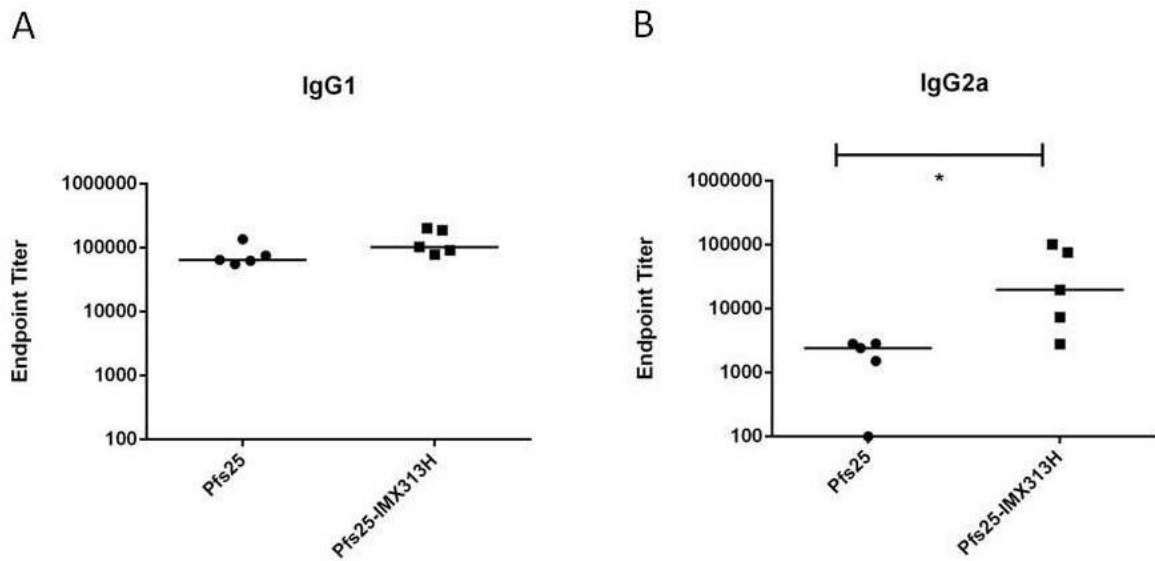 A
IgG1
Endpoint Titer
1000000
100000
10000
1000
100
Pfs25
Pfs25-IMX313H
B
IgG2a
*
Endpoint Titer
1000000
100000
10000
1000
100
Pfs25
Pfs25-IMX313H